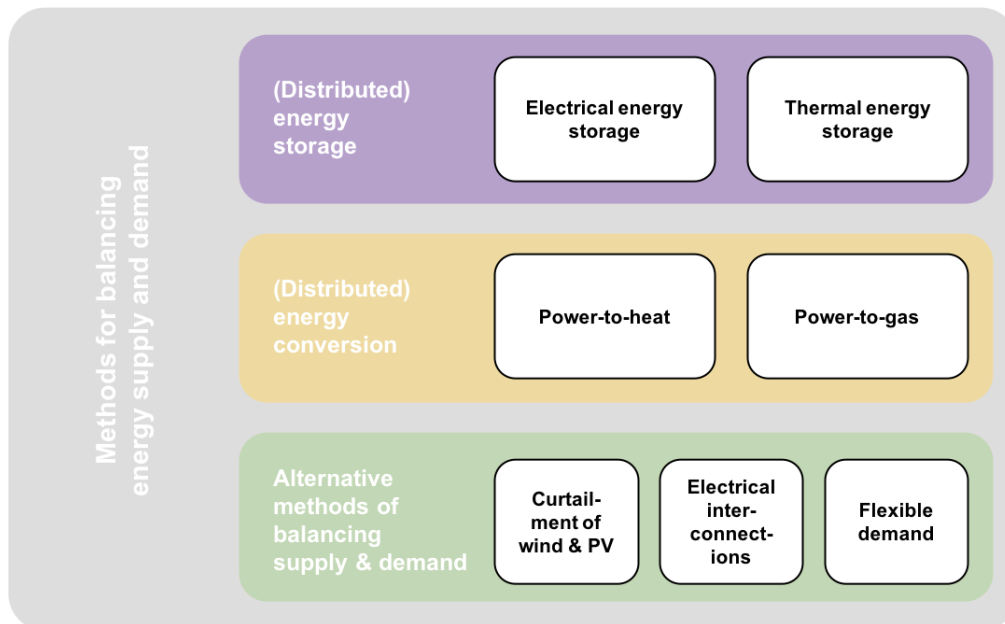 Methods for balancing
energy supply and demand
(Distributed)
energy
storage
Electrical energy
storage
Thermal energy
storage
(Distributed)
energy
conversion
Power-to-heat
Power-to-gas
Alternative
methods of
balancing
supply & demand
Curtail-
ment of
wind & PV
Electrical
inter-
connect-
ions
Flexible
demand